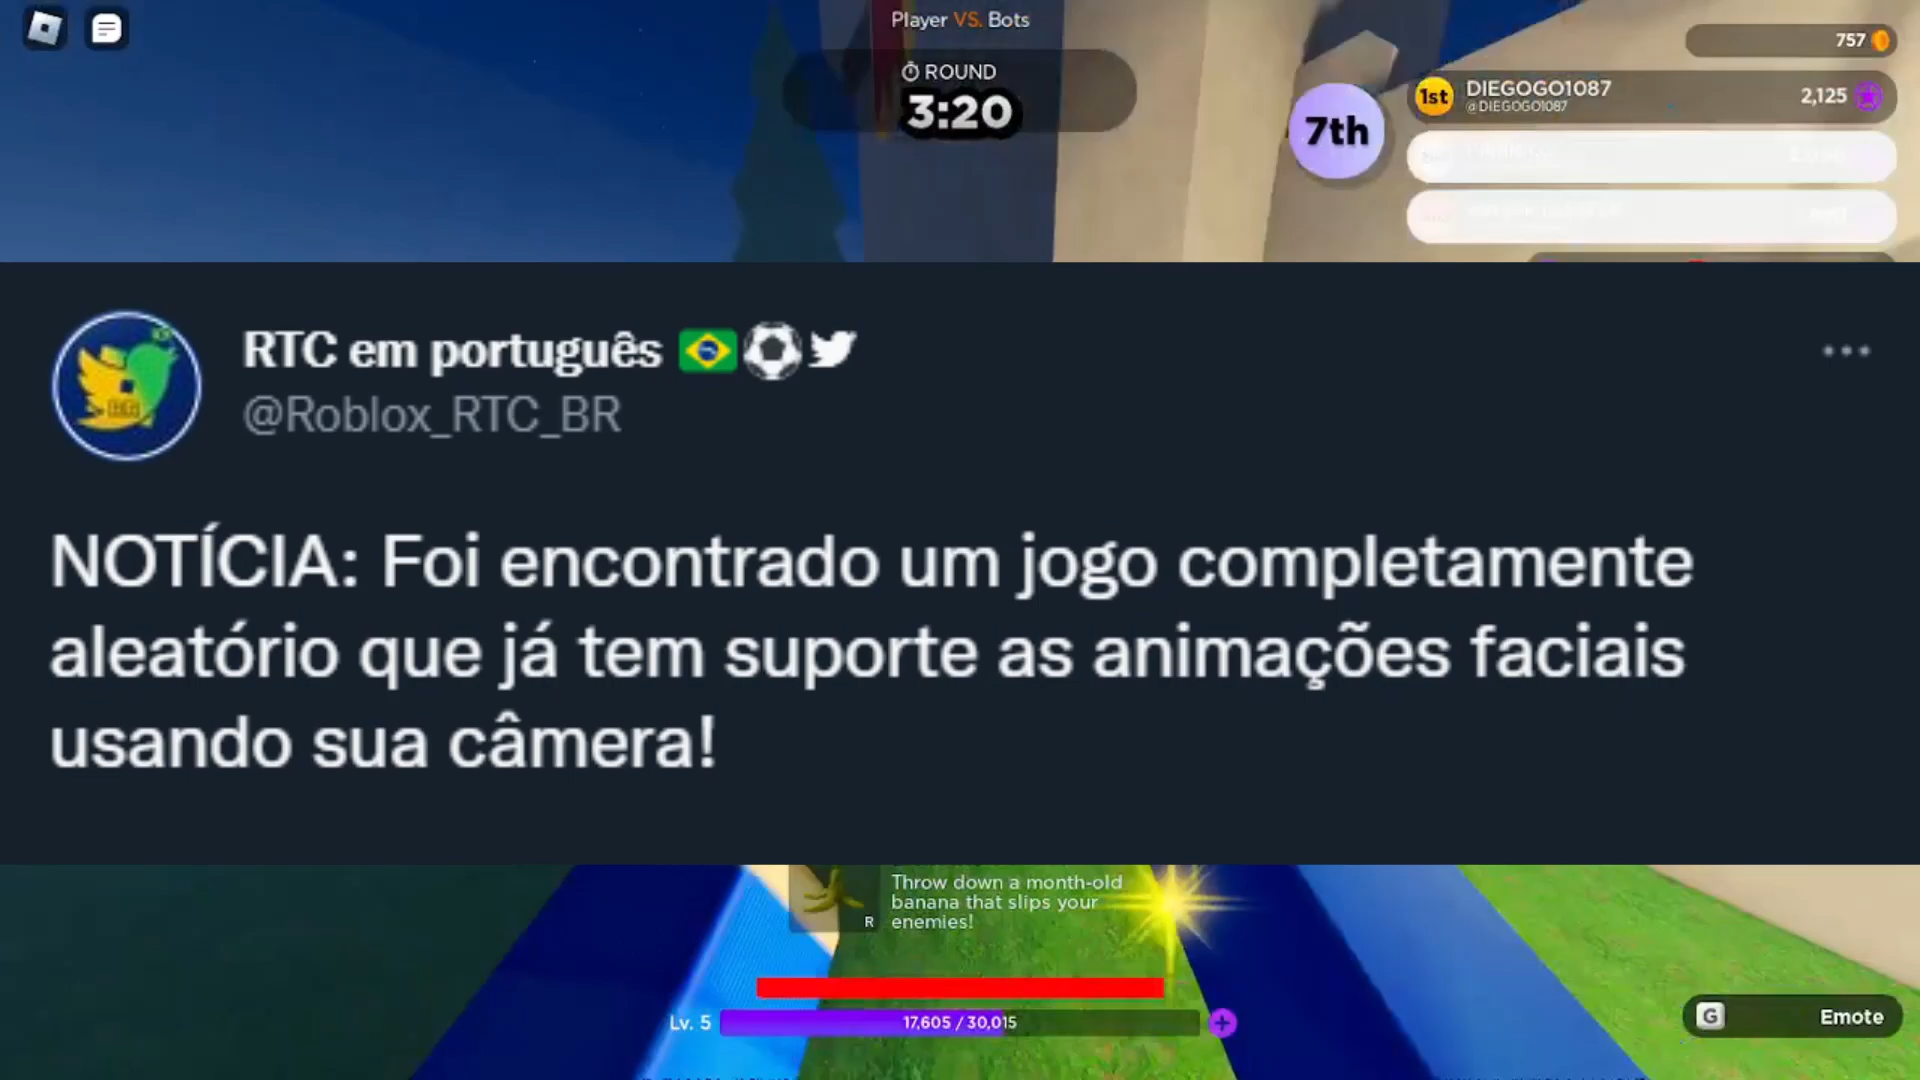 Player VS. Bots
ROUND
3:20
757
7th
1st
DIEGOGO1087
@DIEGOGO1087
2,125
RTC em português
@Roblox_RTC_BR
NOTÍCIA: Foi encontrado um jogo completamente
aleatório que já tem suporte as animações faciais
usando sua câmera!
Throw down a month-old
banana that slips your
enemies!
R
Lv. 5
17,605 / 30,015
G
Emote